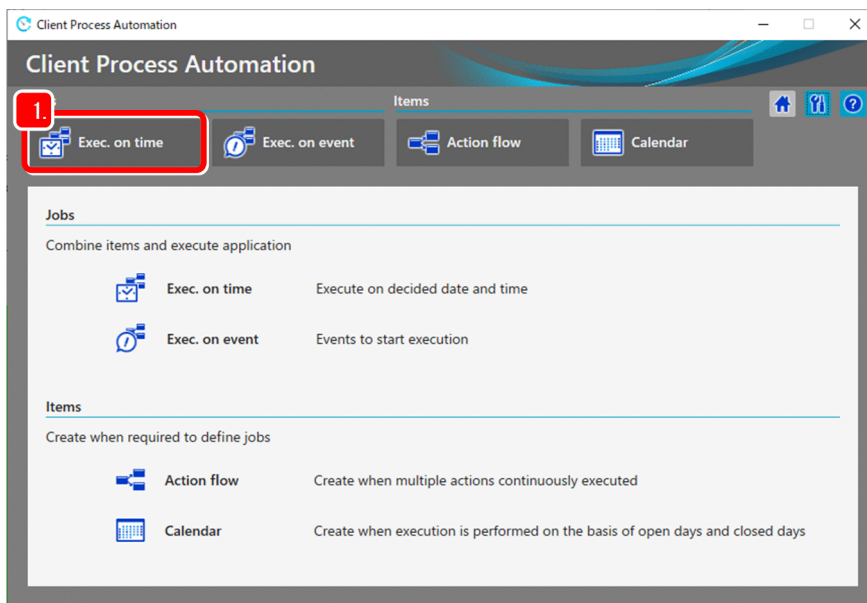 Client Process Automation
Client Process Automation
Items
1.
Exec. on time
Exec. on event
Action flow
Calendar
Jobs
Combine items and execute application
Exec. on time Execute on decided date and time
Exec. on event Events to start execution
Items
Create when required to define jobs
Action flow Create when multiple actions continuously executed
Calendar Create when execution is performed on the basis of open days and closed days